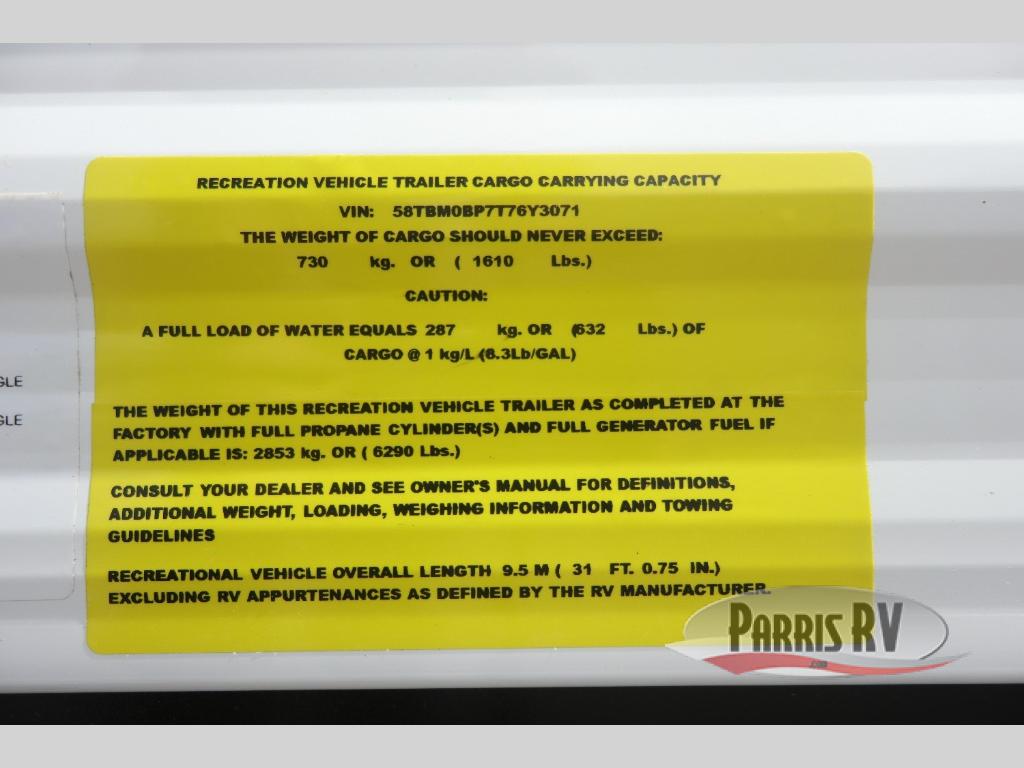 RECREATION VEHICLE TRAILER CARGO CARRYING CAPACITY
VIN: 58TBM0BP7T76Y3071
THE WEIGHT OF CARGO SHOULD NEVER EXCEED:
730 kg. OR ( 1610 Lbs.)
CAUTION:
A FULL LOAD OF WATER EQUALS 287 kg. OR (632 Lbs.) OF
CARGO @ 1 kg/L (8.3Lb/GAL)
GLE
GLE
THE WEIGHT OF THIS RECREATION VEHICLE TRAILER AS COMPLETED AT THE
FACTORY WITH FULL PROPANE CYLINDER(S) AND FULL GENERATOR FUEL IF
APPLICABLE IS: 2853 kg. OR ( 6290 Lbs.)
CONSULT YOUR DEALER AND SEE OWNER'S MANUAL FOR DEFINITIONS,
ADDITIONAL WEIGHT, LOADING, WEIGHING INFORMATION AND TOWING
GUIDELINES
RECREATIONAL VEHICLE OVERALL LENGTH 9.5 M ( 31 FT. 0.75 IN.)
EXCLUDING RV APPURTENANCES AS DEFINED BY THE RV MANUFACTURER.
PARRIS RV
.com